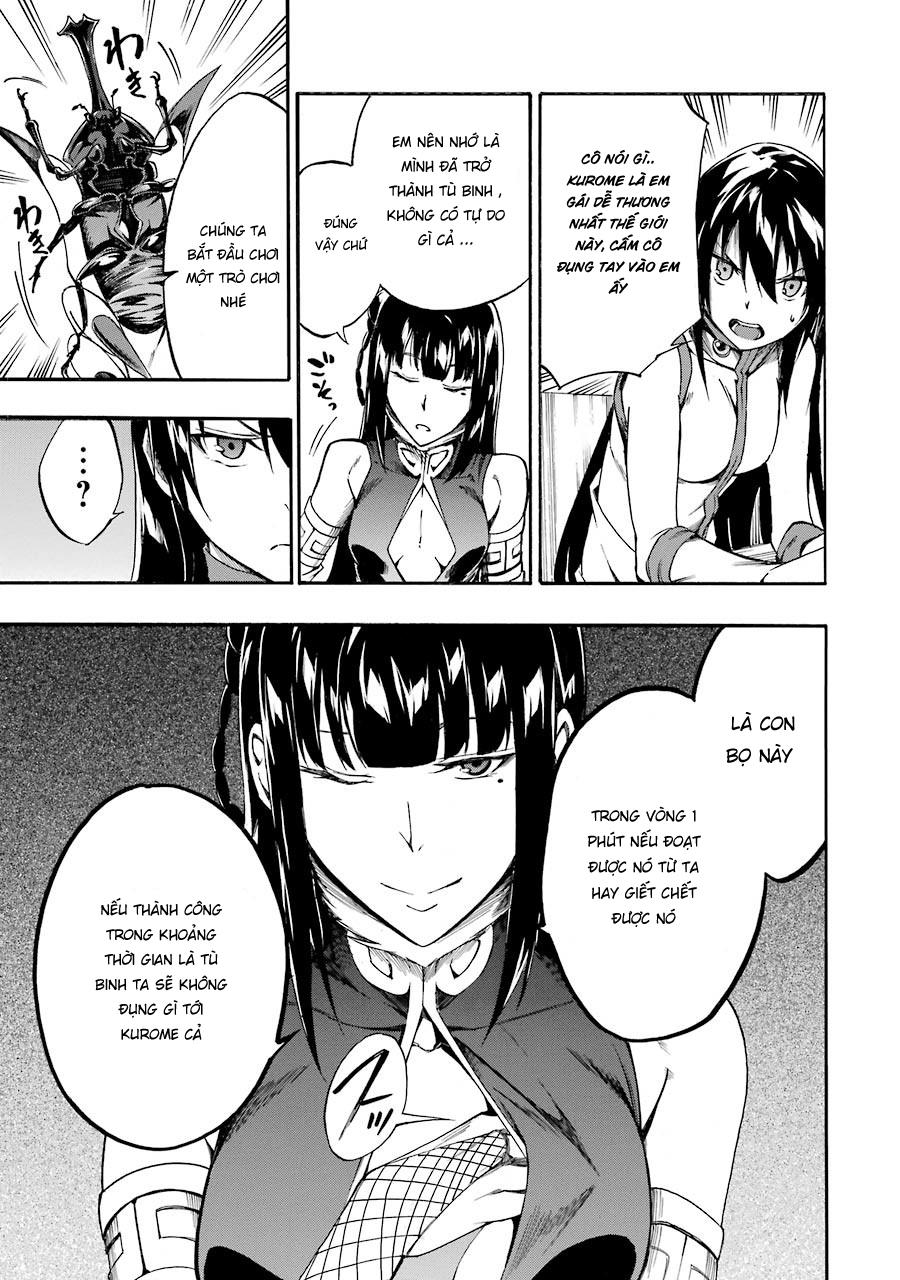 CÔ NÓI GÌ..
KUROME LÀ EM
GÁI DỄ THƯƠNG
NHẤT THẾ GIỚI
NÀY, CẤM CÔ
ĐỤNG TAY VÀO EM
ẤY
EM NÊN NHỚ LÀ
MÌNH ĐÃ TRỞ
THÀNH TÙ BINH ,
KHÔNG CÓ TỰ DO
GÌ CẢ ...
ĐÚNG
VẬY CHỨ
わき
わき
CHÚNG TA
BẮT ĐẦU CHƠI
MỘT TRÒ CHƠI
NHÉ
...?
LÀ CON
BỌ NÀY
TRONG VÒNG 1
PHÚT NẾU ĐOẠT
ĐƯỢC NÓ TỪ TA
HAY GIẾT CHẾT
ĐƯỢC NÓ
NẾU THÀNH CÔNG
TRONG KHOẢNG
THỜI GIAN LÀ TÙ
BINH TA SẼ KHÔNG
ĐỤNG GÌ TỚI
KUROME CẢ